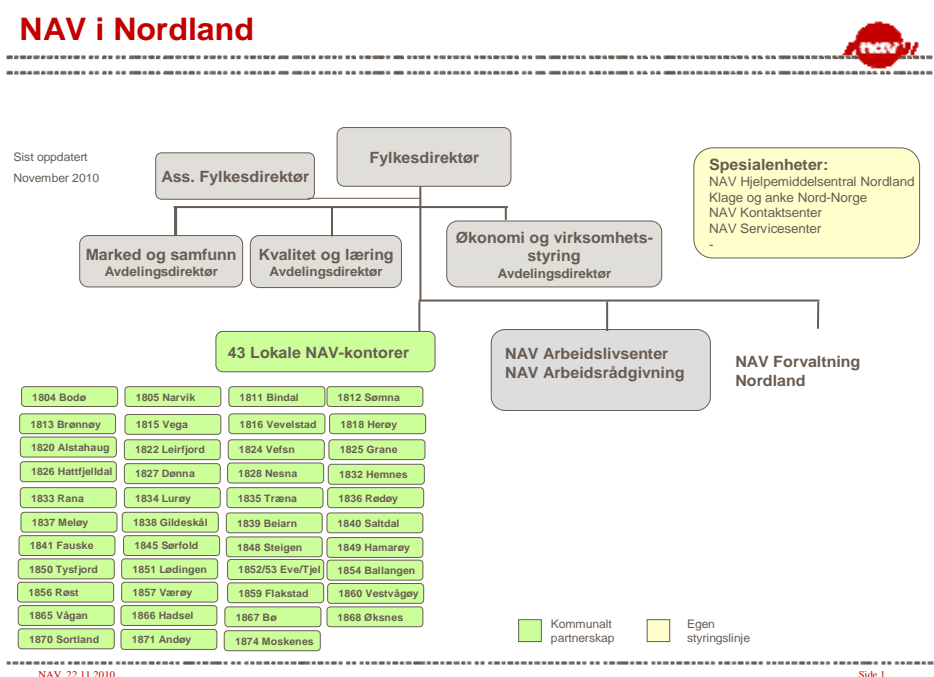 NAV i Nordland
nav
Sist oppdatert
November 2010
Fylkesdirektør
Ass. Fylkesdirektør
Spesialenheter:
NAV Hjelpemiddelsentral Nordland
Klage og anke Nord-Norge
NAV Kontaktsenter
NAV Servicesenter
-
Marked og samfunn
Avdelingsdirektør
Kvalitet og læring
Avdelingsdirektør
Økonomi og virksomhets-
styring
Avdelingsdirektør
43 Lokale NAV-kontorer
NAV Arbeidslivsenter
NAV Arbeidsrådgivning
NAV Forvaltning
Nordland
1804 Bodø
1805 Narvik
1811 Bindal
1812 Sømna
1813 Brønnøy
1815 Vega
1816 Vevelstad
1818 Herøy
1820 Alstahaug
1822 Leirfjord
1824 Vefsn
1825 Grane
1826 Hattfjelldal
1827 Dønna
1828 Nesna
1832 Hemnes
1833 Rana
1834 Lurøy
1835 Træna
1836 Rødøy
1837 Meløy
1838 Gildeskål
1839 Beiarn
1840 Saltdal
1841 Fauske
1845 Sørfold
1848 Steigen
1849 Hamarøy
1850 Tysfjord
1851 Lødingen
1852/53 Eve/Tjel
1854 Ballangen
1856 Røst
1857 Værøy
1859 Flakstad
1860 Vestvågøy
1865 Vågan
1866 Hadsel
1867 Bø
1868 Øksnes
1870 Sortland
1871 Andøy
1874 Moskenes
Kommunalt
partnerskap
Egen
styringslinje
NAV, 22.11.2010
Side 1